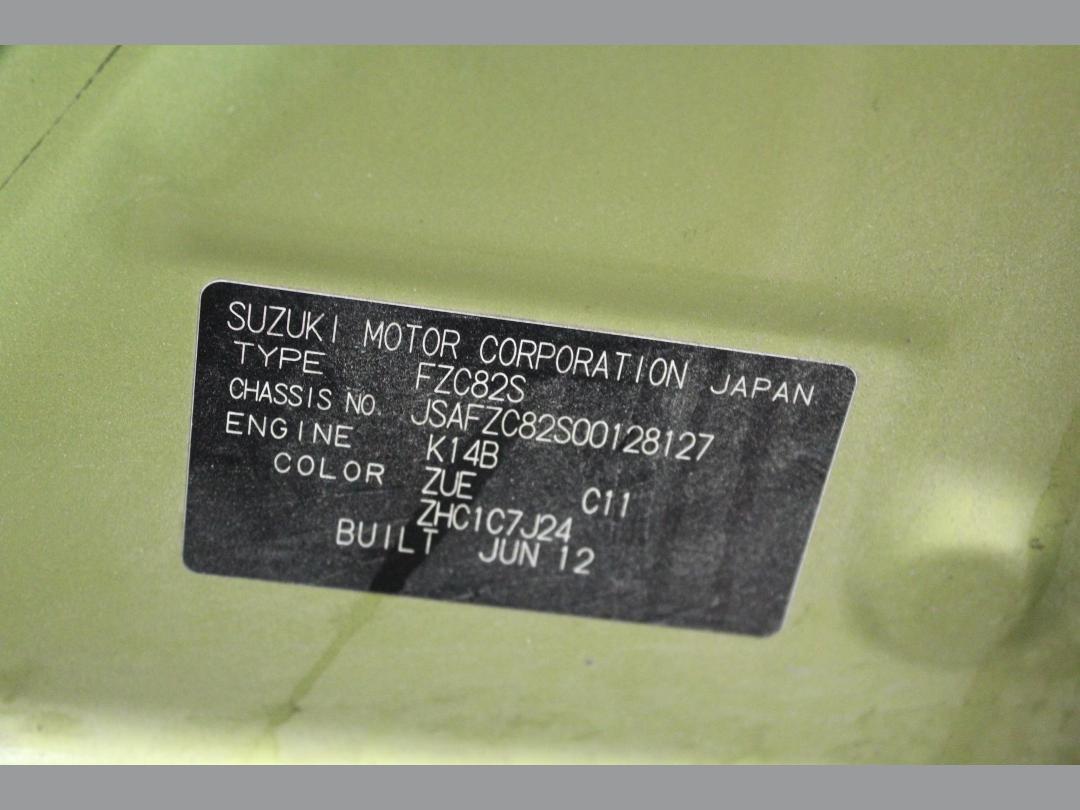 SUZUKI MOTOR CORPORATION JAPAN
TYPE FZC82S
CHASSIS NO. JSAFZC82S00128127
ENGINE K14B
COLOR ZUE C11
ZHC1C7J24
BUILT JUN 12